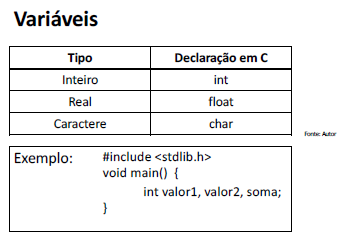 Variáveis
Tipo Declaração em C
Inteiro int
Real float
Caractere char
Fonte: Autor
Exemplo: #include <stdlib.h>
void main() {
int valor1, valor2, soma;
}